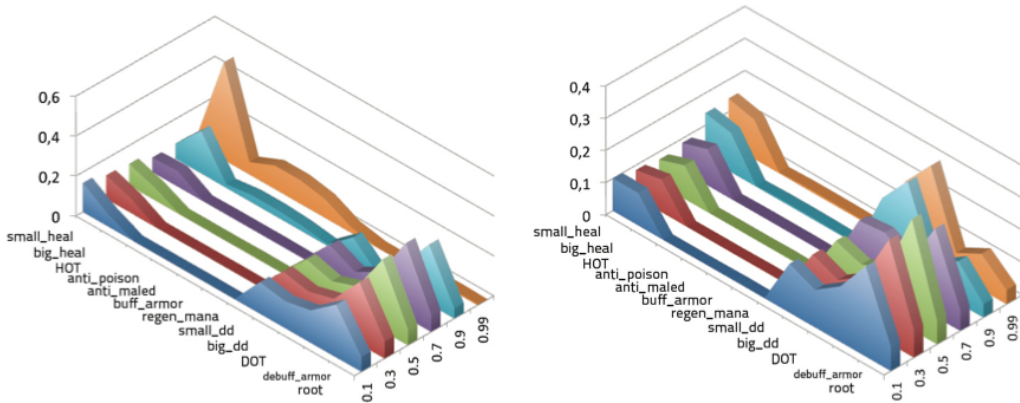 0,6
0,4
0,2
0
small_heal
big_heal
HOT
anti_poison
anti_maled
buff_armor
regen_mana
small_dd
big_dd
DOT
debuff_armor
root
0.1
0.3
0.5
0.7
0.9
0.99
0,4
0,3
0,2
0,1
0
small_heal
big_heal
HOT
anti_poison
anti_maled
buff_armor
regen_mana
small_dd
big_dd
DOT
debuff_armor
root
0.1
0.3
0.5
0.7
0.9
0.99